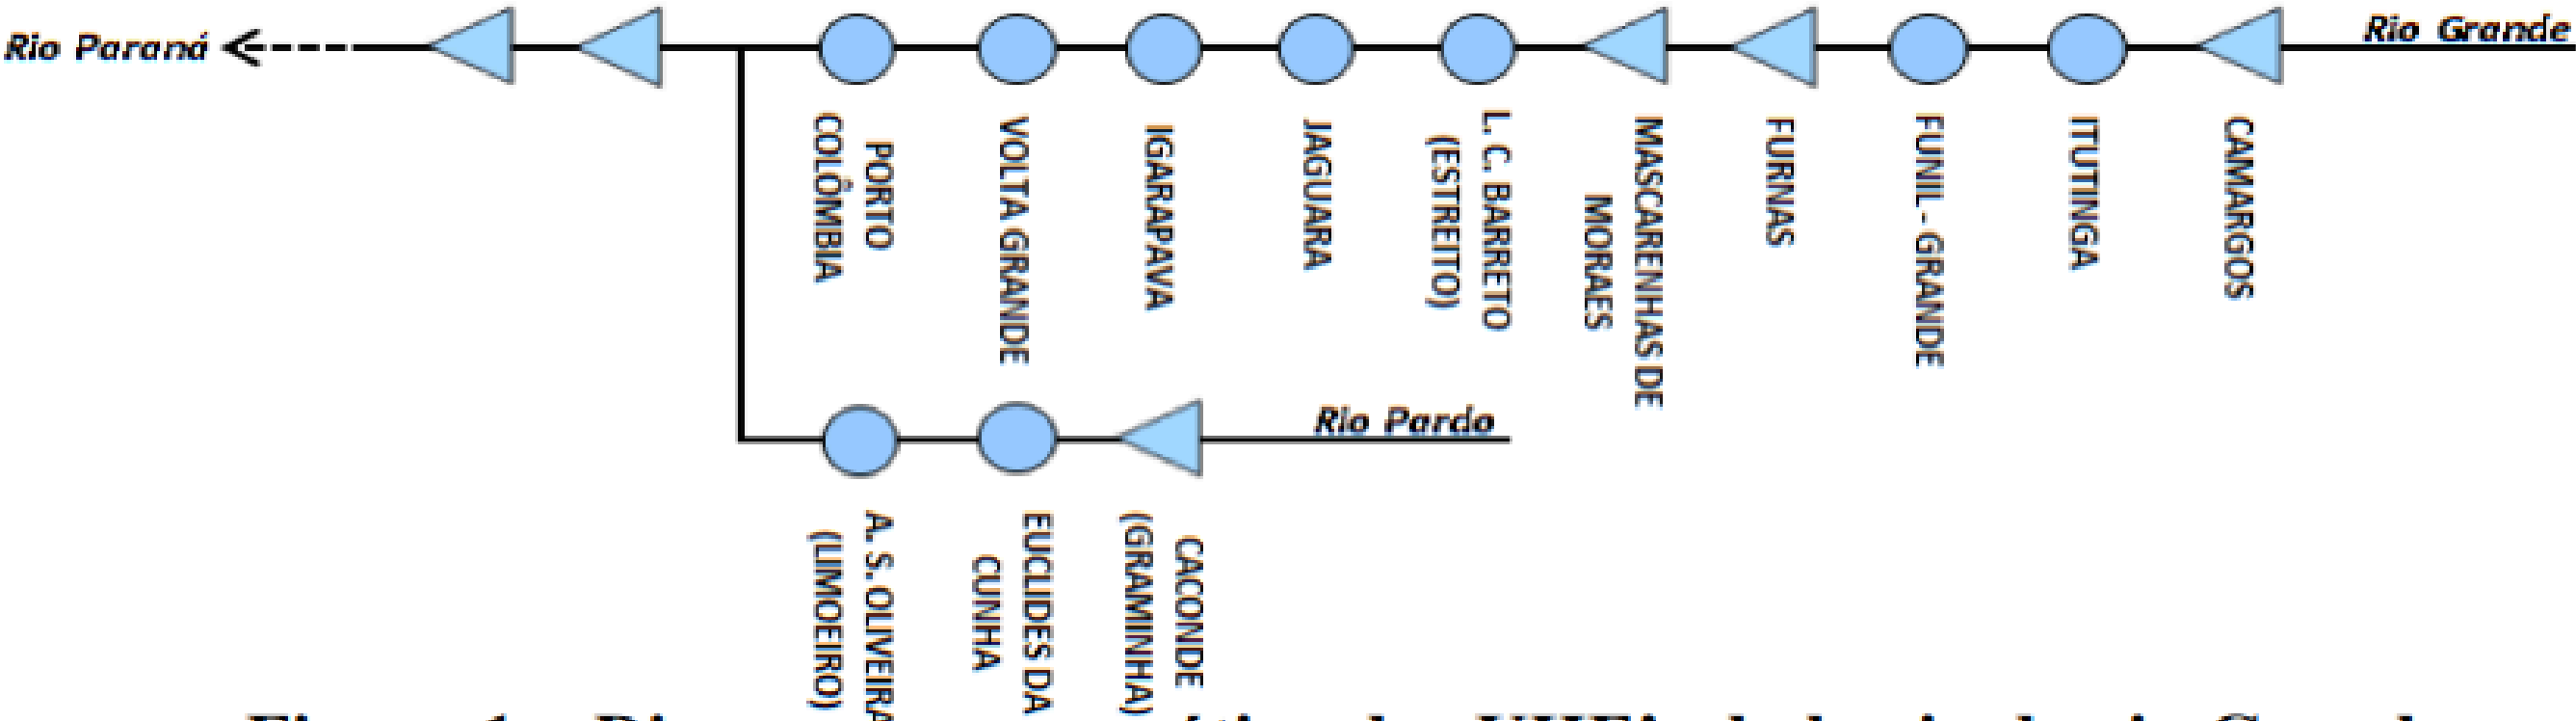 Rio Paraná
Rio Grande
PORTO
COLÔMBIA
VOLTA GRANDE
IGARAPAVA
JAGUARA
L. C. BARRETO
(ESTREITO)
MASCARENHAS DE
MORAES
FURNAS
FUNIL - GRANDE
ITUTINGA
CAMARGOS
Rio Pardo
A. S. OLIVEIRA
(LIMOEIRO)
EUCLIDES DA
CUNHA
CACONDE
(GRAMINHA)